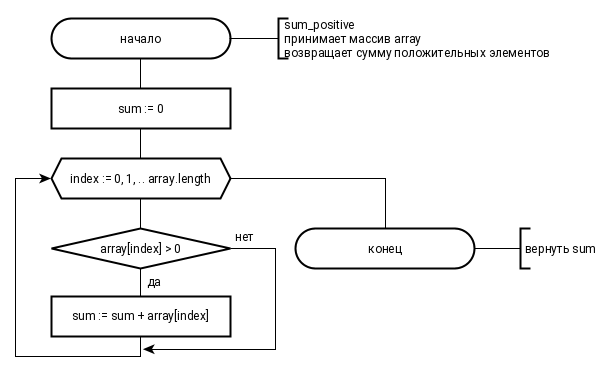 начало
sum_positive
принимает массив array
возвращает сумму положительных элементов
sum := 0
index := 0, 1, .. array.length
array[index] > 0
нет
конец
вернуть sum
да
sum := sum + array[index]